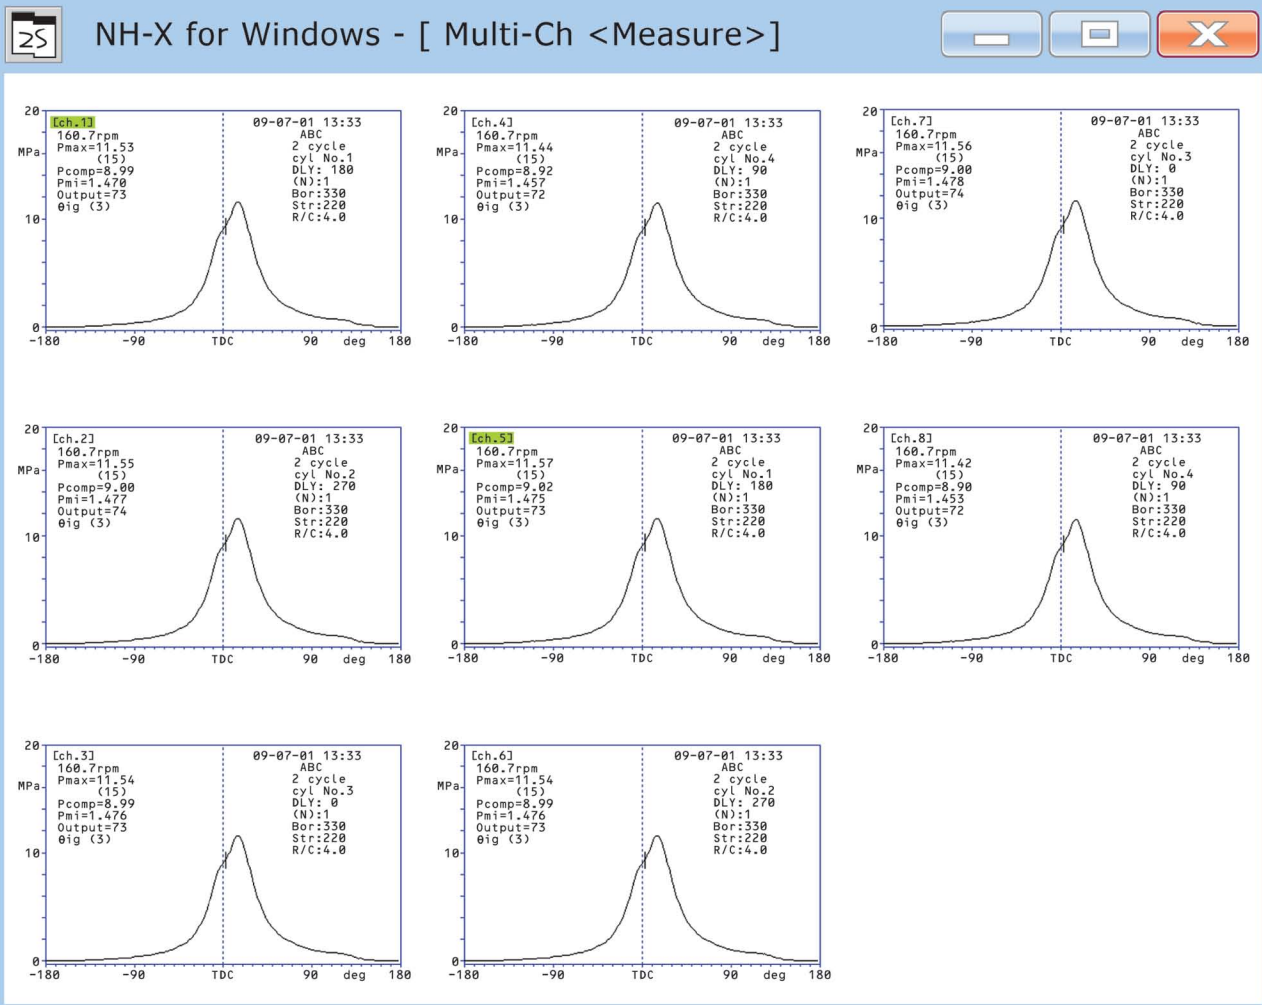 2S
NH-X for Windows - [ Multi-Ch <Measure>]
20
[ch.1] 09-07-01 13:33
160.7rpm ABC
Pmax=11.53 2 cycle
MPa
(15) cyl No.1
Pcomp=8.99 DLY: 180
Pmi=1.470 (N):1
Output=73 Bor:330
θig (3) Str:220
R/C:4.0
10
0
-180 -90 TDC 90 deg 180
20
[ch.4] 09-07-01 13:33
160.7rpm ABC
Pmax=11.44 2 cycle
MPa
(15) cyl No.4
Pcomp=8.92 DLY: 90
Pmi=1.457 (N):1
Output=72 Bor:330
θig (3) Str:220
R/C:4.0
10
0
-180 -90 TDC 90 deg 180
20
[ch.7] 09-07-01 13:33
160.7rpm ABC
Pmax=11.56 2 cycle
MPa
(15) cyl No.3
Pcomp=9.00 DLY: 0
Pmi=1.478 (N):1
Output=74 Bor:330
θig (3) Str:220
R/C:4.0
10
0
-180 -90 TDC 90 deg 180
20
[ch.2] 09-07-01 13:33
160.7rpm ABC
Pmax=11.55 2 cycle
MPa
(15) cyl No.2
Pcomp=9.00 DLY: 270
Pmi=1.477 (N):1
Output=74 Bor:330
θig (3) Str:220
R/C:4.0
10
0
-180 -90 TDC 90 deg 180
20
[ch.5] 09-07-01 13:33
160.7rpm ABC
Pmax=11.57 2 cycle
MPa
(15) cyl No.1
Pcomp=9.02 DLY: 180
Pmi=1.475 (N):1
Output=73 Bor:330
θig (3) Str:220
R/C:4.0
10
0
-180 -90 TDC 90 deg 180
20
[ch.8] 09-07-01 13:33
160.7rpm ABC
Pmax=11.42 2 cycle
MPa
(15) cyl No.4
Pcomp=8.90 DLY: 90
Pmi=1.453 (N):1
Output=72 Bor:330
θig (3) Str:220
R/C:4.0
10
0
-180 -90 TDC 90 deg 180
20
[ch.3] 09-07-01 13:33
160.7rpm ABC
Pmax=11.54 2 cycle
MPa
(15) cyl No.3
Pcomp=8.99 DLY: 0
Pmi=1.476 (N):1
Output=73 Bor:330
θig (3) Str:220
R/C:4.0
10
0
-180 -90 TDC 90 deg 180
20
[ch.6] 09-07-01 13:33
160.7rpm ABC
Pmax=11.54 2 cycle
MPa
(15) cyl No.2
Pcomp=8.99 DLY: 270
Pmi=1.476 (N):1
Output=73 Bor:330
θig (3) Str:220
R/C:4.0
10
0
-180 -90 TDC 90 deg 180